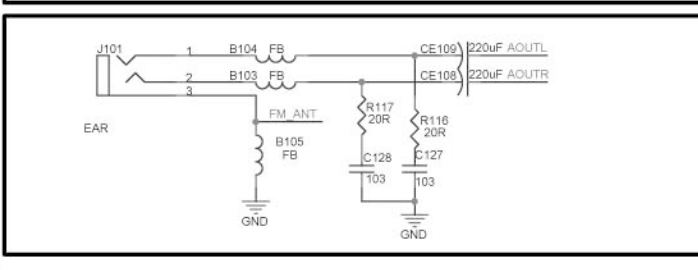 J101 1 B104 FB CE109 220uF AOUTL
2 B103 FB CE108 220uF AOUTR
3
FM_ANT
EAR
B105
FB
R117
20R
R116
20R
C128
103
C127
103
GND
GND